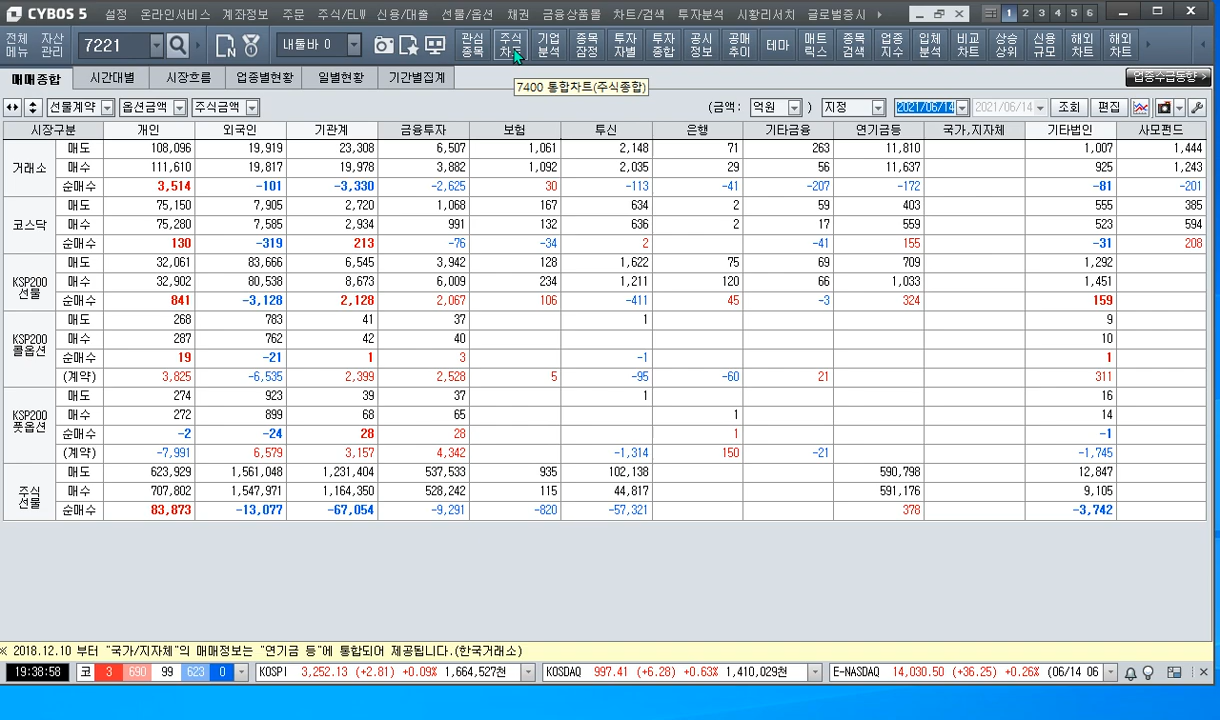 CYBOS 5 설정 온라인서비스 계좌정보 주문 주식/ELW 신용/대출 선물/옵션 채권 금융상품몰 차트/검색 투자분석 시황리서치 글로벌증시 1 2 3 4 5 6
전체메뉴 자산관리 7221 내툴바 0 관심종목 주식차트 기업분석 종목잠정 투자자별 투자종합 공시정보 공매추이 테마 매트릭스 종목검색 업종지수 입체분석 비교차트 상승상위 신용규모 해외차트 해외차트
매매종합 시간대별 시장흐름 업종별현황 일별현황 기간별집계 7400 통합차트(주식종합) 업종수급동향
선물계약 옵션금액 주식금액 (금액: 억원 ) 지정 2021/06/14 2021/06/14 조회 편집
시장구분 개인 외국인 기관계 금융투자 보험 투신 은행 기타금융 연기금등 국가,지자체 기타법인 사모펀드
거래소 매도 108,096 19,919 23,308 6,507 1,061 2,148 71 263 11,810 1,007 1,444
매수 111,610 19,817 19,978 3,882 1,092 2,035 29 56 11,637 925 1,243
순매수 3,514 -101 -3,330 -2,625 30 -113 -41 -207 -172 -81 -201
코스닥 매도 75,150 7,905 2,720 1,068 167 634 2 59 403 555 385
매수 75,280 7,585 2,934 991 132 636 2 17 559 523 594
순매수 130 -319 213 -76 -34 2 -41 155 -31 208
KSP200 선물 매도 32,061 83,666 6,545 3,942 128 1,622 75 69 709 1,292
매수 32,902 80,538 8,673 6,009 234 1,211 120 66 1,033 1,451
순매수 841 -3,128 2,128 2,067 106 -411 45 -3 324 159
KSP200 콜옵션 매도 268 783 41 37 1 9
매수 287 762 42 40 10
순매수 19 -21 1 3 -1 1
(계약) 3,825 -6,535 2,399 2,528 5 -95 -60 21 311
KSP200 풋옵션 매도 274 923 39 37 1 16
매수 272 899 68 65 1 14
순매수 -2 -24 28 28 1 -1
(계약) -7,991 6,579 3,157 4,342 -1,314 150 -21 -1,745
주식 선물 매도 623,929 1,561,048 1,231,404 537,533 935 102,138 590,798 12,847
매수 707,802 1,547,971 1,164,350 528,242 115 44,817 591,176 9,105
순매수 83,873 -13,077 -67,054 -9,291 -820 -57,321 378 -3,742
※ 2018.12.10 부터 "국가/지자체"의 매매정보는 "연기금 등"에 통합되어 제공됩니다.(한국거래소)
19:38:58 코 3 690 99 623 0 KOSPI 3,252.13 (+2.81) +0.09% 1,664,527천 KOSDAQ 997.41 (+6.28) +0.63% 1,410,029천 E-NASDAQ 14,030.50 (+36.25) +0.26% (06/14 06